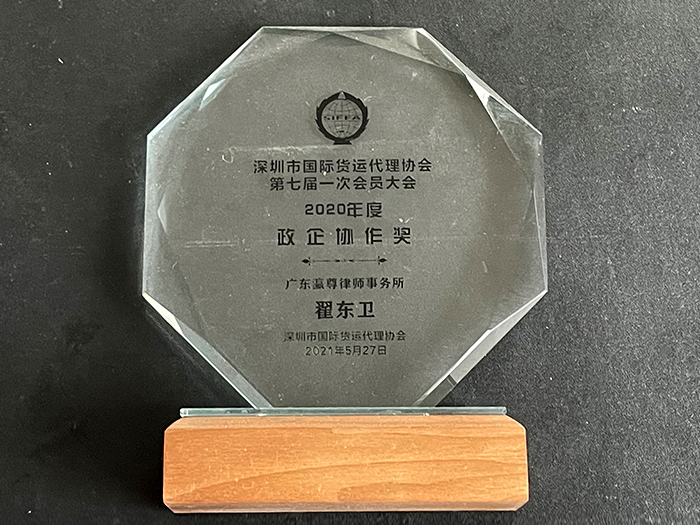 SIFFA
深圳市国际货运代理协会
第七届一次会员大会
2020年度
政企协作奖
广东瀛尊律师事务所
翟东卫
深圳市国际货运代理协会
2021年5月27日